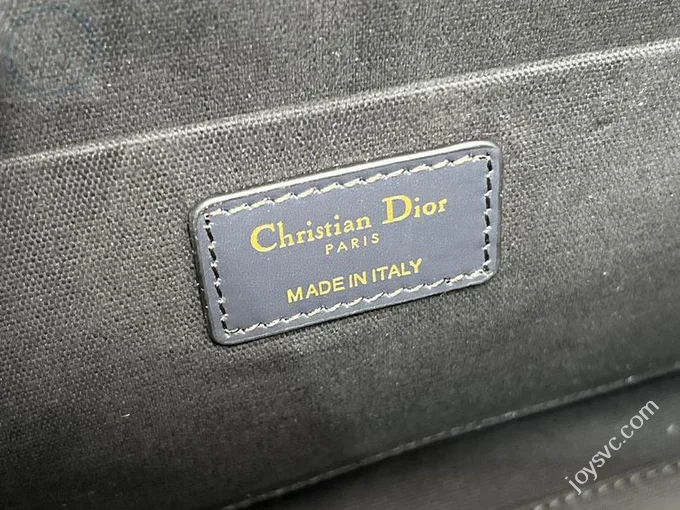 Christian Dior
PARIS
MADE IN ITALY
joysvc.com